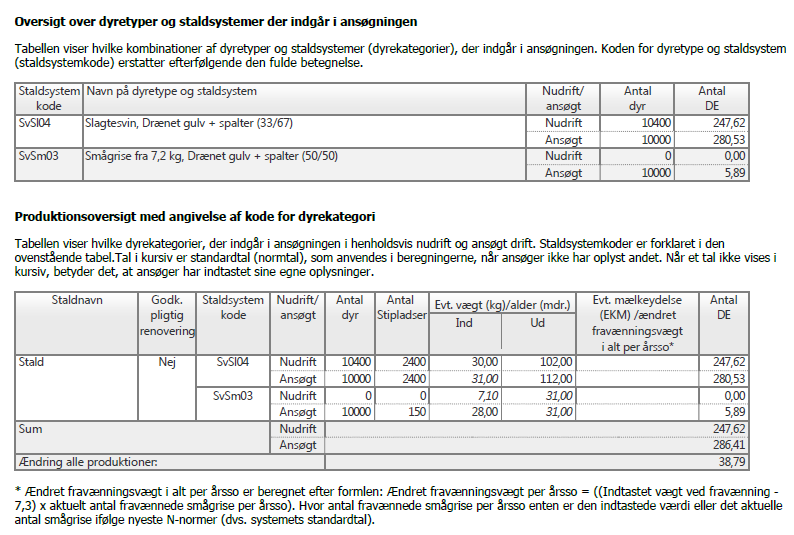 Oversigt over dyretyper og staldsystemer der indgår i ansøgningen
Tabellen viser hvilke kombinationer af dyretyper og staldsystemer (dyrekategorier), der indgår i ansøgningen. Koden for dyretype og staldsystem
(staldsystemkode) erstatter efterfølgende den fulde betegnelse.
Staldsystem kode Navn på dyretype og staldsystem Nudrift/ ansøgt Antal dyr Antal DE
SvSl04 Slagtesvin, Drænet gulv + spalter (33/67) Nudrift 10400 247,62
Ansøgt 10000 280,53
SvSm03 Smågrise fra 7,2 kg, Drænet gulv + spalter (50/50) Nudrift 0 0,00
Ansøgt 10000 5,89
Produktionsoversigt med angivelse af kode for dyrekategori
Tabellen viser hvilke dyrekategorier, der indgår i ansøgningen i henholdsvis nudrift og ansøgt drift. Staldsystemkoder er forklaret i den
ovenstående tabel.Tal i kursiv er standardtal (normtal), som anvendes i beregningerne, når ansøger ikke har oplyst andet. Når et tal ikke vises i
kursiv, betyder det, at ansøger har indtastet sine egne oplysninger.
Staldnavn Godk. pligtig renovering Staldsystem kode Nudrift/ ansøgt Antal dyr Antal Stipladser Evt. vægt (kg)/alder (mdr.) Evt. mælkeydelse (EKM) /ændret fravænningsvægt i alt per årsso* Antal DE
Ind Ud
Stald Nej SvSl04 Nudrift 10400 2400 30,00 102,00 247,62
Ansøgt 10000 2400 31,00 112,00 280,53
SvSm03 Nudrift 0 0 7,10 31,00 0,00
Ansøgt 10000 150 28,00 31,00 5,89
Sum Nudrift 247,62
Ansøgt 286,41
Ændring alle produktioner: 38,79
* Ændret fravænningsvægt i alt per årsso er beregnet efter formlen: Ændret fravænningsvægt per årsso = ((Indtastet vægt ved fravænning -
7,3) x aktuelt antal fravænnede smågrise per årsso). Hvor antal fravænnede smågrise per årsso enten er den indtastede værdi eller det aktuelle
antal smågrise ifølge nyeste N-normer (dvs. systemets standardtal).